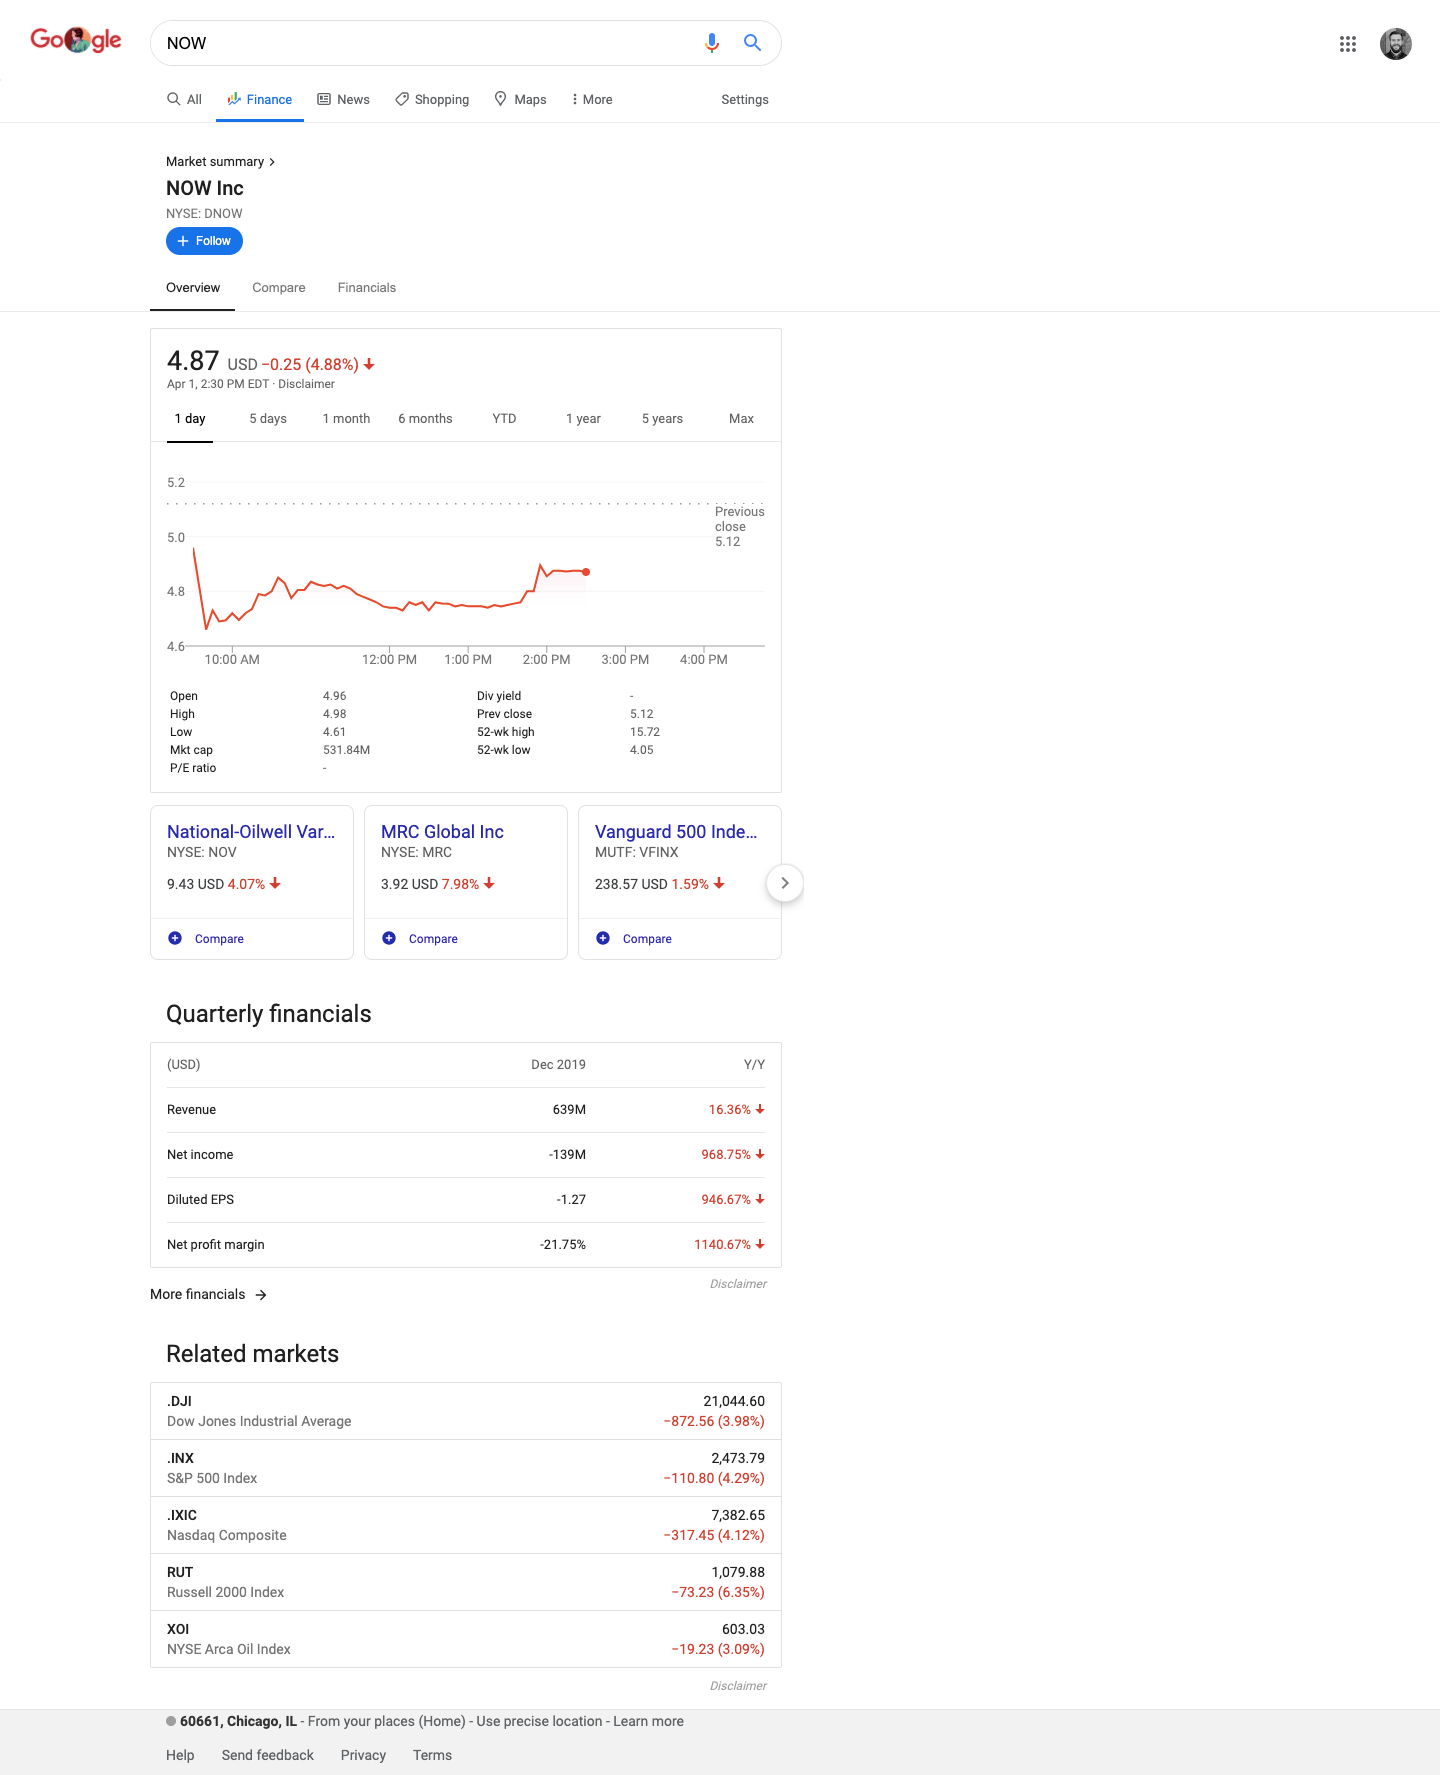 Google
NOW
All Finance News Shopping Maps More Settings
Market summary
NOW Inc
NYSE: DNOW
Follow
Overview Compare Financials
4.87 USD −0.25 (4.88%)
Apr 1, 2:30 PM EDT · Disclaimer
1 day 5 days 1 month 6 months YTD 1 year 5 years Max
5.2
Previous
close
5.12
5.0
4.8
4.6
10:00 AM 12:00 PM 1:00 PM 2:00 PM 3:00 PM 4:00 PM
Open 4.96 Div yield -
High 4.98 Prev close 5.12
Low 4.61 52-wk high 15.72
Mkt cap 531.84M 52-wk low 4.05
P/E ratio -
National-Oilwell Var...
NYSE: NOV
9.43 USD 4.07%
Compare
MRC Global Inc
NYSE: MRC
3.92 USD 7.98%
Compare
Vanguard 500 Inde...
MUTF: VFINX
238.57 USD 1.59%
Compare
Quarterly financials
(USD) Dec 2019 Y/Y
Revenue 639M 16.36%
Net income -139M 968.75%
Diluted EPS -1.27 946.67%
Net profit margin -21.75% 1140.67%
Disclaimer
More financials
Related markets
.DJI 21,044.60
Dow Jones Industrial Average −872.56 (3.98%)
.INX 2,473.79
S&P 500 Index −110.80 (4.29%)
.IXIC 7,382.65
Nasdaq Composite −317.45 (4.12%)
RUT 1,079.88
Russell 2000 Index −73.23 (6.35%)
XOI 603.03
NYSE Arca Oil Index −19.23 (3.09%)
Disclaimer
60661, Chicago, IL - From your places (Home) - Use precise location - Learn more
Help Send feedback Privacy Terms